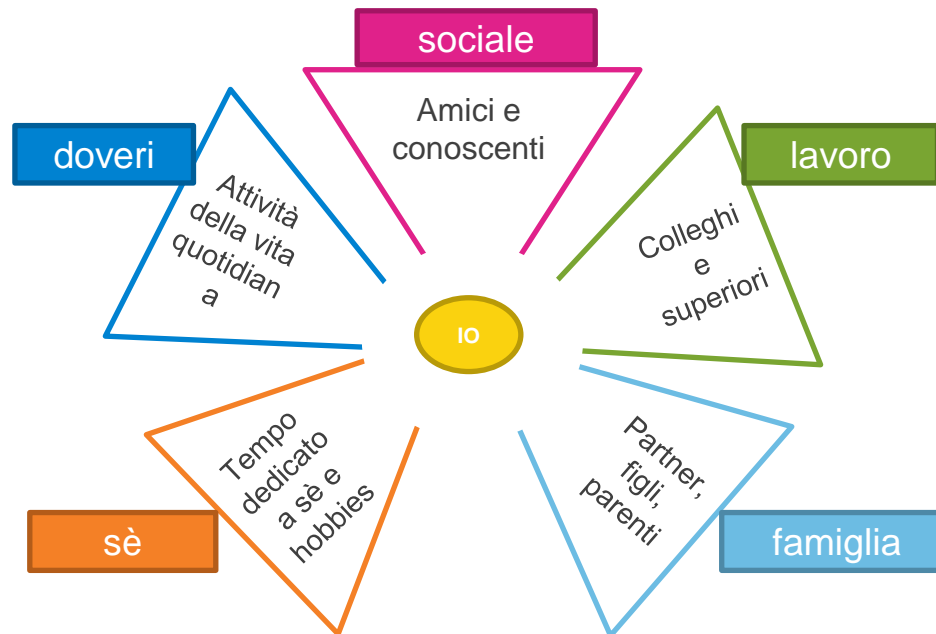 sociale
Amici e
conoscenti
doveri
Attività
della vita
quotidian
a
lavoro
Colleghi
e
superiori
IO
sè
Tempo
dedicato
a sè e
hobbies
famiglia
Partner,
figli,
parenti